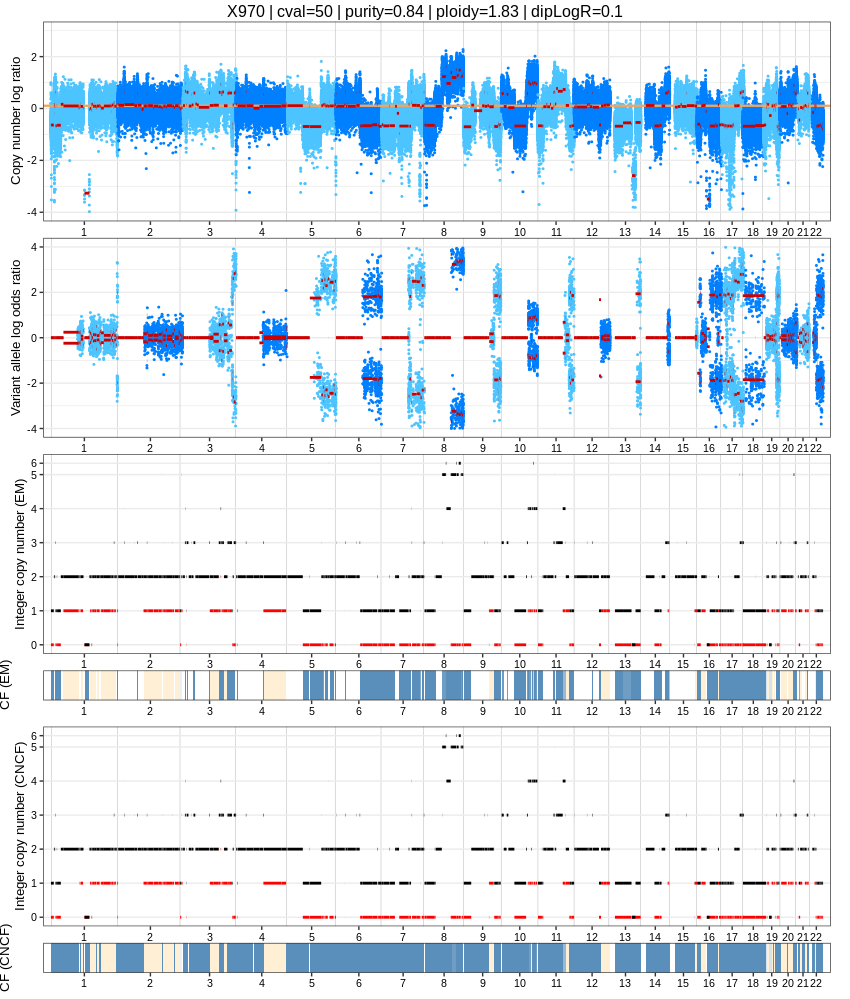 X970 | cval=50 | purity=0.84 | ploidy=1.83 | dipLogR=0.1
Copy number log ratio
2
0
-2
-4
1 2 3 4 5 6 7 8 9 10 11 12 13 14 15 16 17 18 19 20 21 22
Variant allele log odds ratio
4
2
0
-2
-4
1 2 3 4 5 6 7 8 9 10 11 12 13 14 15 16 17 18 19 20 21 22
Integer copy number (EM)
6
5
4
3
2
1
0
1 2 3 4 5 6 7 8 9 10 11 12 13 14 15 16 17 18 19 20 21 22
CF (EM)
1 2 3 4 5 6 7 8 9 10 11 12 13 14 15 16 17 18 19 20 21 22
Integer copy number (CNCF)
6
5
4
3
2
1
0
1 2 3 4 5 6 7 8 9 10 11 12 13 14 15 16 17 18 19 20 21 22
CF (CNCF)
1 2 3 4 5 6 7 8 9 10 11 12 13 14 15 16 17 18 19 20 21 22